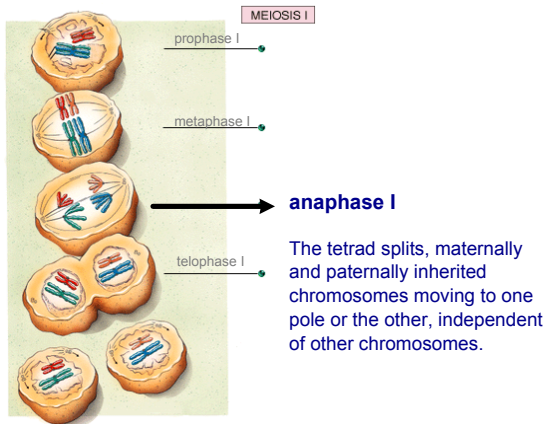 MEIOSIS I
prophase I
metaphase I
anaphase I
The tetrad splits, maternally
and paternally inherited
chromosomes moving to one
pole or the other, independent
of other chromosomes.
telophase I